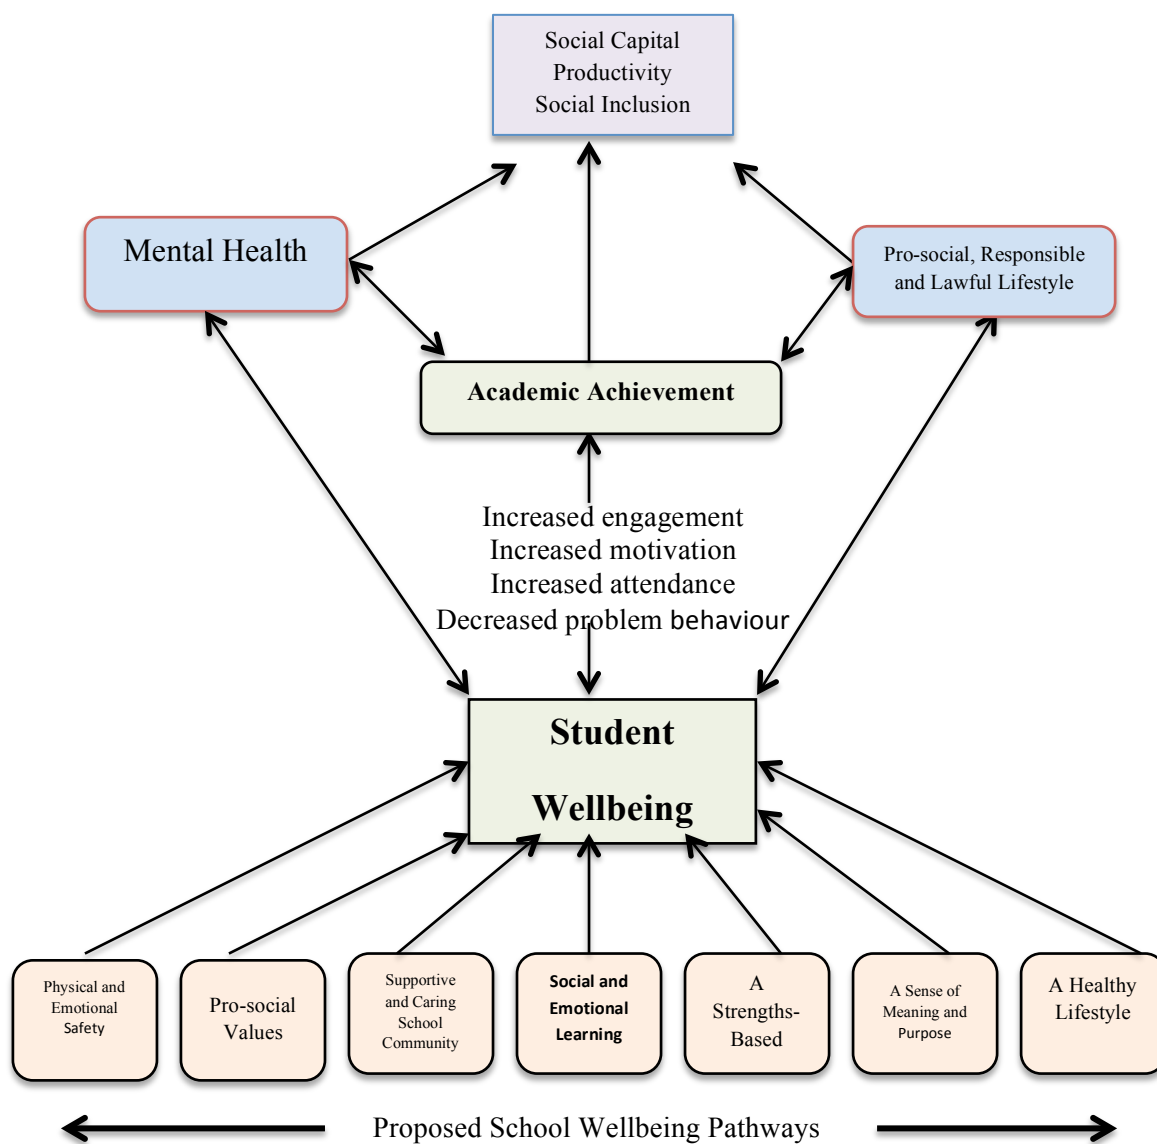 Social Capital
Productivity
Social Inclusion
Mental Health
Pro-social, Responsible
and Lawful Lifestyle
Academic Achievement
Increased engagement
Increased motivation
Increased attendance
Decreased problem behaviour
Student
Wellbeing
Physical and
Emotional
Safety
Pro-social
Values
Supportive
and Caring
School
Community
Social and
Emotional
Learning
A
Strengths-
Based
A Sense of
Meaning and
Purpose
A Healthy
Lifestyle
Proposed School Wellbeing Pathways